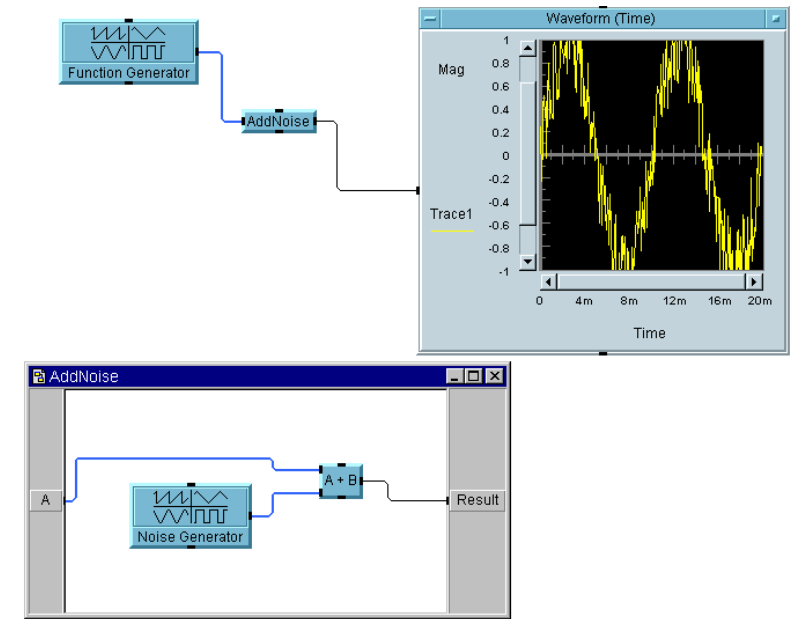 Function Generator
AddNoise
Waveform (Time)
Mag
1
0.8
0.6
0.4
0.2
0
-0.2
-0.4
-0.6
-0.8
-1
Trace1
0 4m 8m 12m 16m 20m
Time
AddNoise
A
A + B
Noise Generator
Result